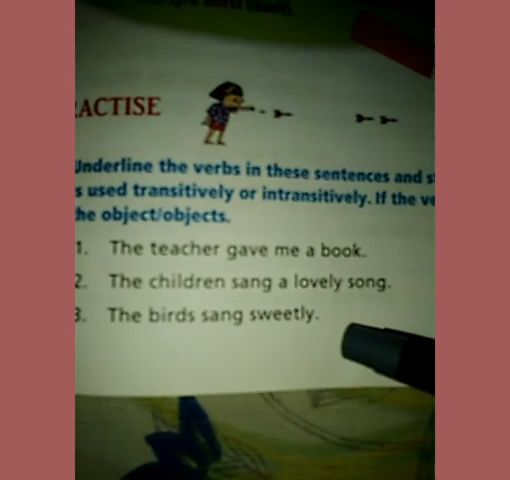 ACTISE
Underline the verbs in these sentences and
s used transitively or intransitively. If the
he object/objects.
1. The teacher gave me a book.
2. The children sang a lovely song.
3. The birds sang sweetly.